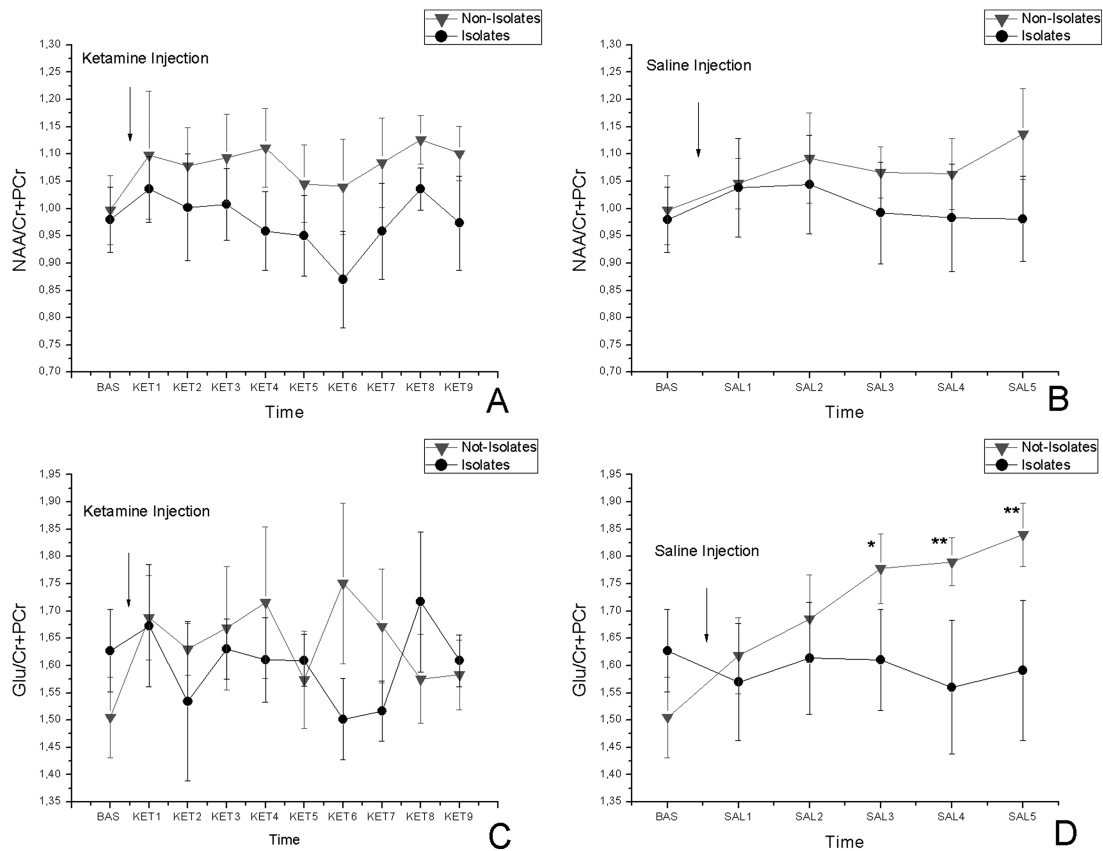 Non-Isolates
Isolates
Ketamine Injection
1,30
1,25
1,20
1,15
1,10
1,05
1,00
0,95
0,90
0,85
0,80
0,75
0,70
NAA/Cr+PCr
BAS KET1 KET2 KET3 KET4 KET5 KET6 KET7 KET8 KET9
Time
A
Non-Isolates
Isolates
Saline Injection
1,30
1,25
1,20
1,15
1,10
1,05
1,00
0,95
0,90
0,85
0,80
0,75
0,70
NAA/Cr+PCr
BAS SAL1 SAL2 SAL3 SAL4 SAL5
Time
B
Not-Isolates
Isolates
Ketamine Injection
1,95
1,90
1,85
1,80
1,75
1,70
1,65
1,60
1,55
1,50
1,45
1,40
1,35
Glu/Cr+PCr
BAS KET1 KET2 KET3 KET4 KET5 KET6 KET7 KET8 KET9
Time
C
Not-Isolates
Isolates
Saline Injection
* ** **
1,95
1,90
1,85
1,80
1,75
1,70
1,65
1,60
1,55
1,50
1,45
1,40
1,35
Glu/Cr+PCr
BAS SAL1 SAL2 SAL3 SAL4 SAL5
Time
D